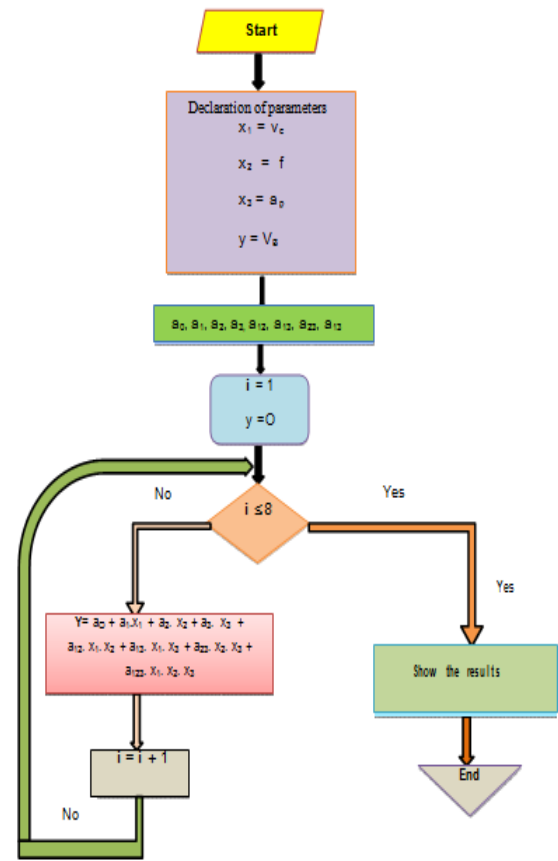 Start
Declaration of parameters
x₁ = v꜀
x₂ = f
x₃ = aₚ
y = Vₐ
a₀, a₁, a₂, a₃, a₁₂, a₁₃, a₂₃, a₁₃
i = 1
y =O
No
Yes
i ≤8
Yes
Y= a₀ + a₁.x₁ + a₂. x₂ + a₃. x₃ +
a₁₂. x₁. x₂ + a₁₃. x₁. x₃ + a₂₃. x₂. x₃ +
a₁₂₃. x₁. x₂. x₃
Show the results
i = i + 1
End
No